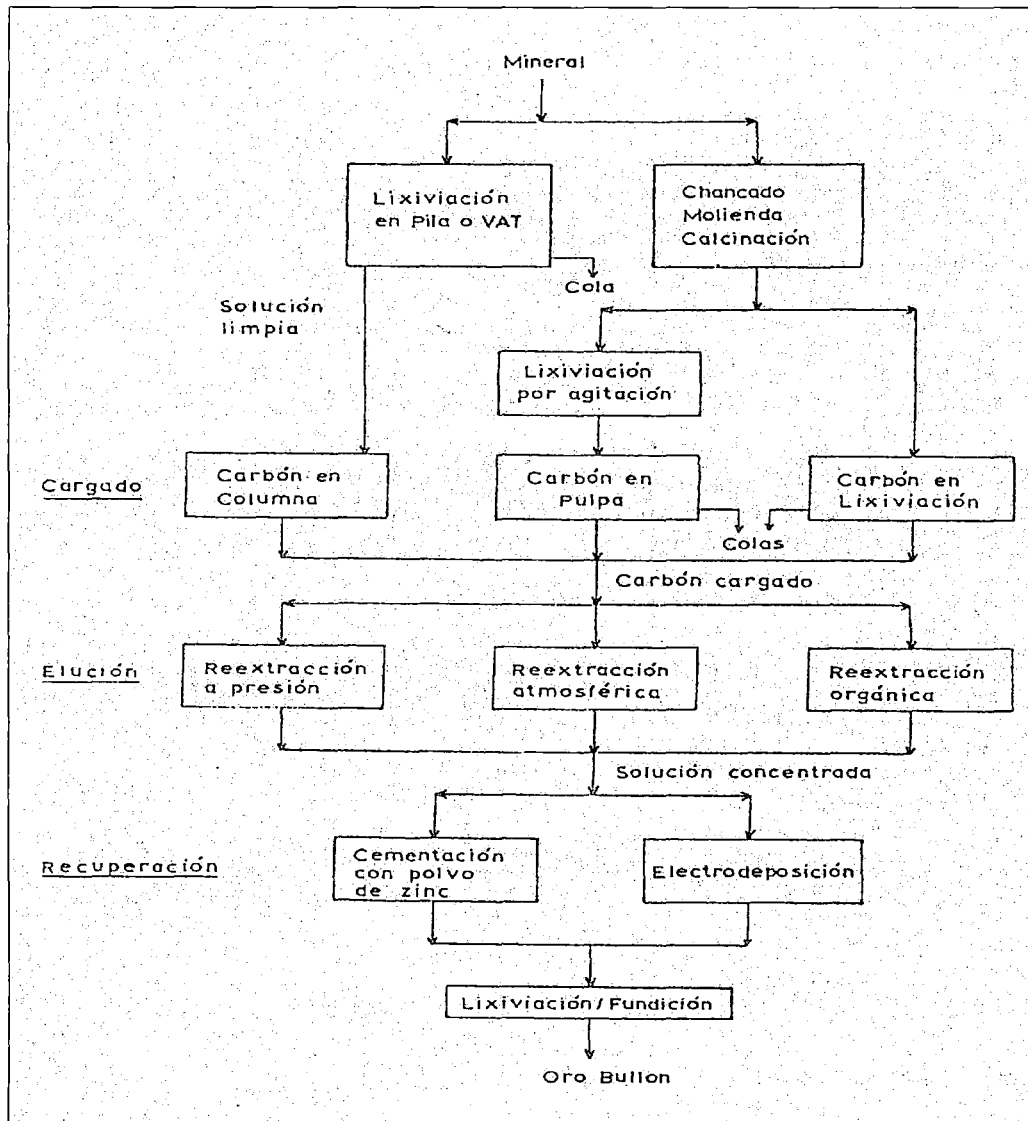 Mineral
Lixiviación
en Pila o VAT
Chancado
Molienda
Calcinación
Cola
Solución
limpia
Lixiviación
por agitación
Cargado
Carbón en
Columna
Carbón en
Pulpa
Carbón en
Lixiviación
Colas
Carbón cargado
Elución
Reextracción
a presión
Reextracción
atmosférica
Reextracción
orgánica
Solución concentrada
Recuperación
Cementación
con polvo
de zinc
Electrodeposición
Lixiviación/Fundición
Oro Bullon